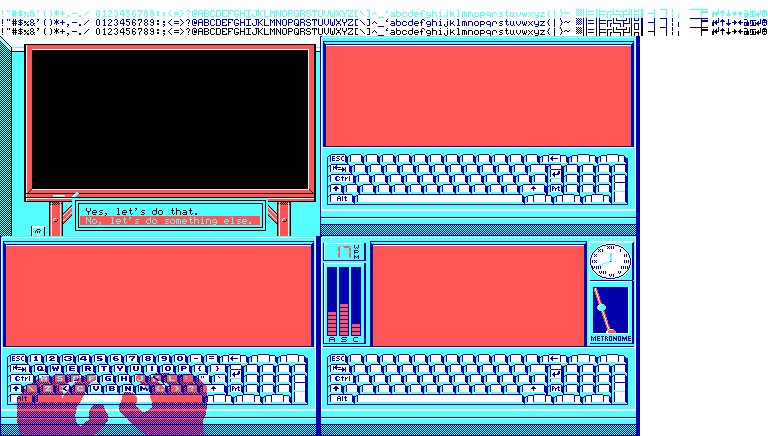 !"#$%&'()*+,-./ 0123456789:;<=>?@ABCDEFGHIJKLMNOPQRSTUVWXYZ[\]^_`abcdefghijklmnopqrstuvwxyz{|}~
!"#$%&'()*+,-./ 0123456789:;<=>?@ABCDEFGHIJKLMNOPQRSTUVWXYZ[\]^_`abcdefghijklmnopqrstuvwxyz{|}~
!"#$%&'()*+,-./ 0123456789:;<=>?@ABCDEFGHIJKLMNOPQRSTUVWXYZ[\]^_`abcdefghijklmnopqrstuvwxyz{|}~
ESC
Ctrl
Prt
Alt
Yes, let's do that.
No, let's do something else.
17 WPM
A S C
METRONOME
ESC 1 2 3 4 5 6 7 8 9 0 - =
Q W E R T Y U I O P { }
Ctrl
Prt
Alt
ESC
Ctrl
Prt
Alt